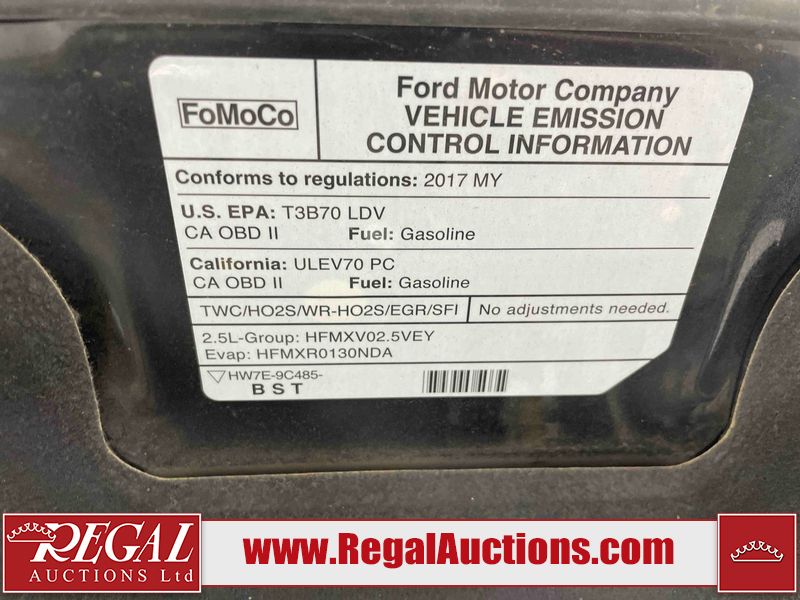 FoMoCo
Ford Motor Company
VEHICLE EMISSION
CONTROL INFORMATION
Conforms to regulations: 2017 MY
U.S. EPA: T3B70 LDV
CA OBD II Fuel: Gasoline
California: ULEV70 PC
CA OBD II Fuel: Gasoline
TWC/HO2S/WR-HO2S/EGR/SFI No adjustments needed.
2.5L-Group: HFMXV02.5VEY
Evap: HFMXR0130NDA
HW7E-9C485-
B S T
REGAL
AUCTIONS Ltd
www.RegalAuctions.com